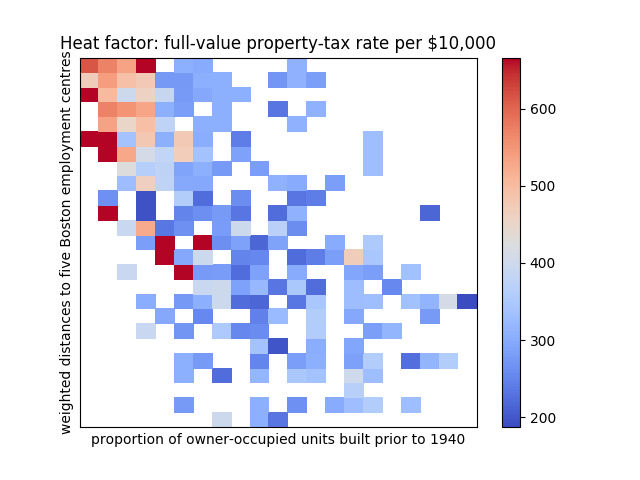 Heat factor: full-value property-tax rate per $10,000
weighted distances to five Boston employment centres
600
500
400
300
200
proportion of owner-occupied units built prior to 1940